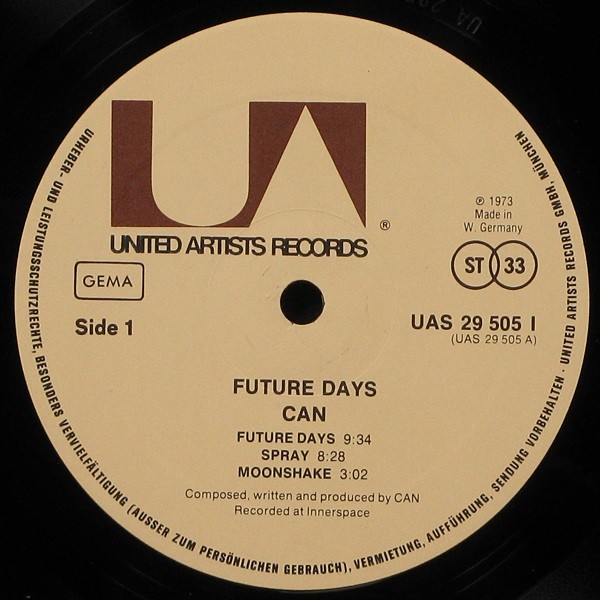 UA
®
UNITED ARTISTS RECORDS
℗ 1973
Made in
W. Germany
GEMA
ST 33
Side 1
UAS 29 505 I
(UAS 29 505 A)
FUTURE DAYS
CAN
FUTURE DAYS 9:34
SPRAY 8:28
MOONSHAKE 3:02
Composed, written and produced by CAN
Recorded at Innerspace
URHEBER- UND LEISTUNGSSCHUTZRECHTE, BESONDERS VERVIELFÄLTIGUNG (AUSSER ZUM PERSÖNLICHEN GEBRAUCH), VERMIETUNG, AUFFÜHRUNG, SENDUNG VORBEHALTEN · UNITED ARTISTS RECORDS GMBH, MÜNCHEN